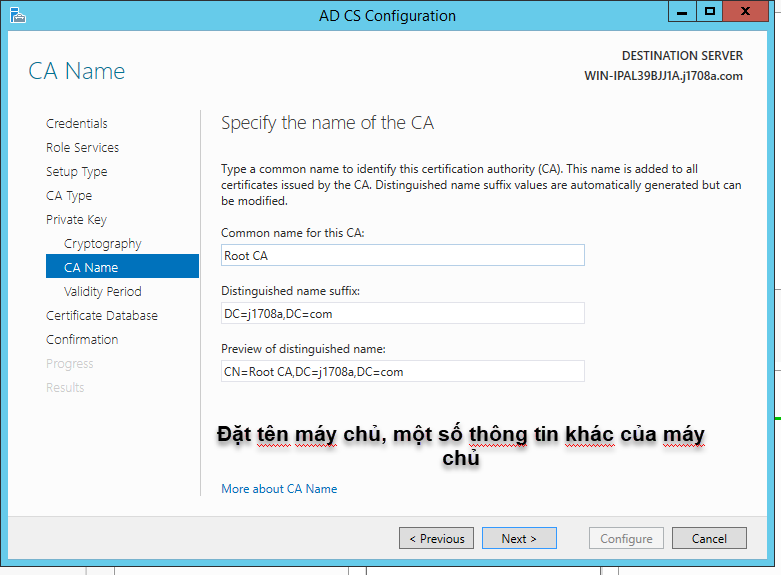 AD CS Configuration
CA Name
DESTINATION SERVER
WIN-IPAL39BJJ1A.j1708a.com
Credentials
Role Services
Setup Type
CA Type
Private Key
Cryptography
CA Name
Validity Period
Certificate Database
Confirmation
Progress
Results
Specify the name of the CA
Type a common name to identify this certification authority (CA). This name is added to all
certificates issued by the CA. Distinguished name suffix values are automatically generated but can
be modified.
Common name for this CA:
Root CA
Distinguished name suffix:
DC=j1708a,DC=com
Preview of distinguished name:
CN=Root CA,DC=j1708a,DC=com
Đặt tên máy chủ, một số thông tin khác của máy
chủ
More about CA Name
< Previous
Next >
Configure
Cancel